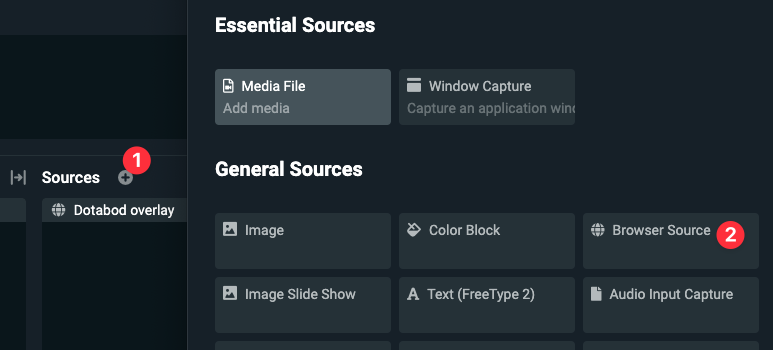 Essential Sources
Media File
Add media
Window Capture
Capture an application wind
1
Sources
Dotabod overlay
General Sources
Image
Color Block
Browser Source
2
Image Slide Show
Text (FreeType 2)
Audio Input Capture